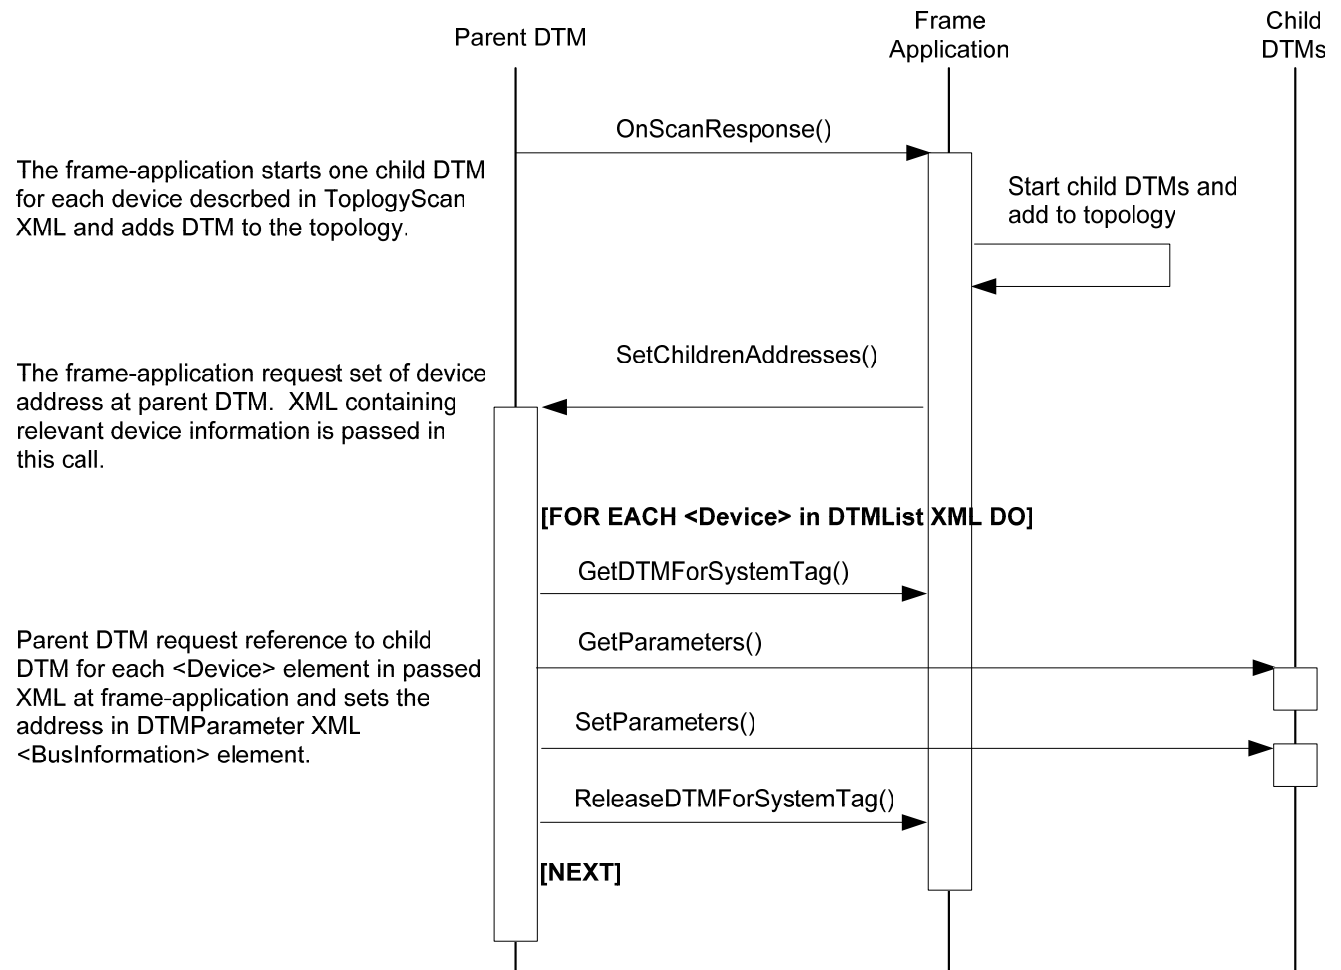 Parent DTM
Frame
Application
Child
DTMs
OnScanResponse()
The frame-application starts one child DTM
for each device descrbed in ToplogyScan
XML and adds DTM to the topology.
Start child DTMs and
add to topology
SetChildrenAddresses()
The frame-application request set of device
address at parent DTM.  XML containing
relevant device information is passed in
this call.
[FOR EACH <Device> in DTMList XML DO]
GetDTMForSystemTag()
Parent DTM request reference to child
DTM for each <Device> element in passed
XML at frame-application and sets the
address in DTMParameter XML
<BusInformation> element.
GetParameters()
SetParameters()
ReleaseDTMForSystemTag()
[NEXT]